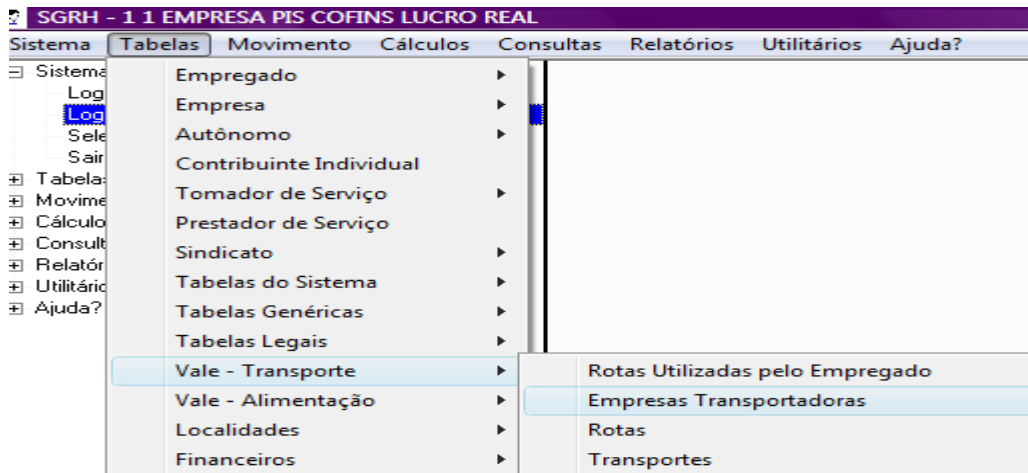 SGRH - 1 1 EMPRESA PIS COFINS LUCRO REAL
Sistema Tabelas Movimento Cálculos Consultas Relatórios Utilitários Ajuda?
Sistema
Log
Log
Sele
Sair
Tabela
Movime
Cálculo
Consult
Relatór
Utilitário
Ajuda?
Empregado
Empresa
Autônomo
Contribuinte Individual
Tomador de Serviço
Prestador de Serviço
Sindicato
Tabelas do Sistema
Tabelas Genéricas
Tabelas Legais
Vale - Transporte
Vale - Alimentação
Localidades
Financeiros
Rotas Utilizadas pelo Empregado
Empresas Transportadoras
Rotas
Transportes